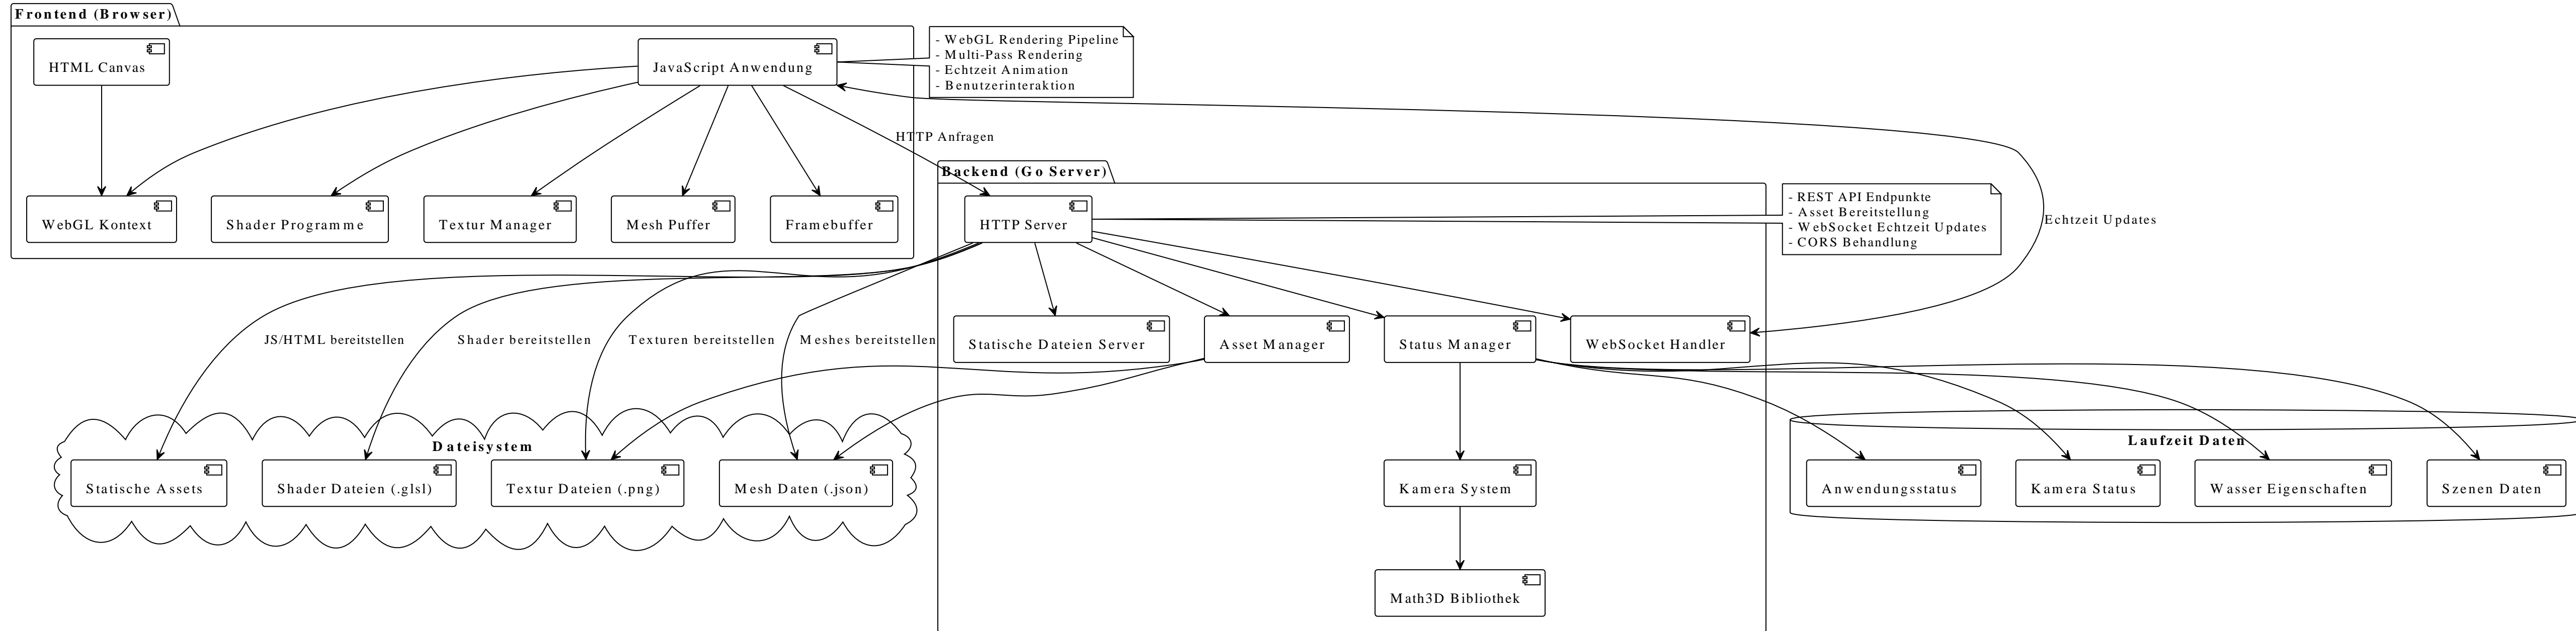 Frontend (Browser)
HTML Canvas
JavaScript Anwendung
- WebGL Rendering Pipeline
- Multi-Pass Rendering
- Echtzeit Animation
- Benutzerinteraktion
HTTP Anfragen
WebGL Kontext
Shader Programme
Textur Manager
Mesh Puffer
Framebuffer
Backend (Go Server)
HTTP Server
- REST API Endpunkte
- Asset Bereitstellung
- WebSocket Echtzeit Updates
- CORS Behandlung
Echtzeit Updates
JS/HTML bereitstellen
Shader bereitstellen
Texturen bereitstellen
Meshes bereitstellen
Statische Dateien Server
Asset Manager
Status Manager
WebSocket Handler
Dateisystem
Statische Assets
Shader Dateien (.glsl)
Textur Dateien (.png)
Mesh Daten (.json)
Kamera System
Laufzeit Daten
Anwendungsstatus
Kamera Status
Wasser Eigenschaften
Szenen Daten
Math3D Bibliothek